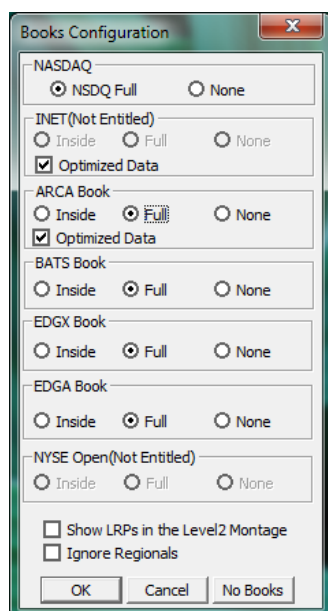 Books Configuration
NASDAQ
NSDQ Full None
INET(Not Entitled)
Inside Full None
Optimized Data
ARCA Book
Inside Full None
Optimized Data
BATS Book
Inside Full None
EDGX Book
Inside Full None
EDGA Book
Inside Full None
NYSE Open(Not Entitled)
Inside Full None
Show LRPs in the Level2 Montage
Ignore Regionals
OK Cancel No Books